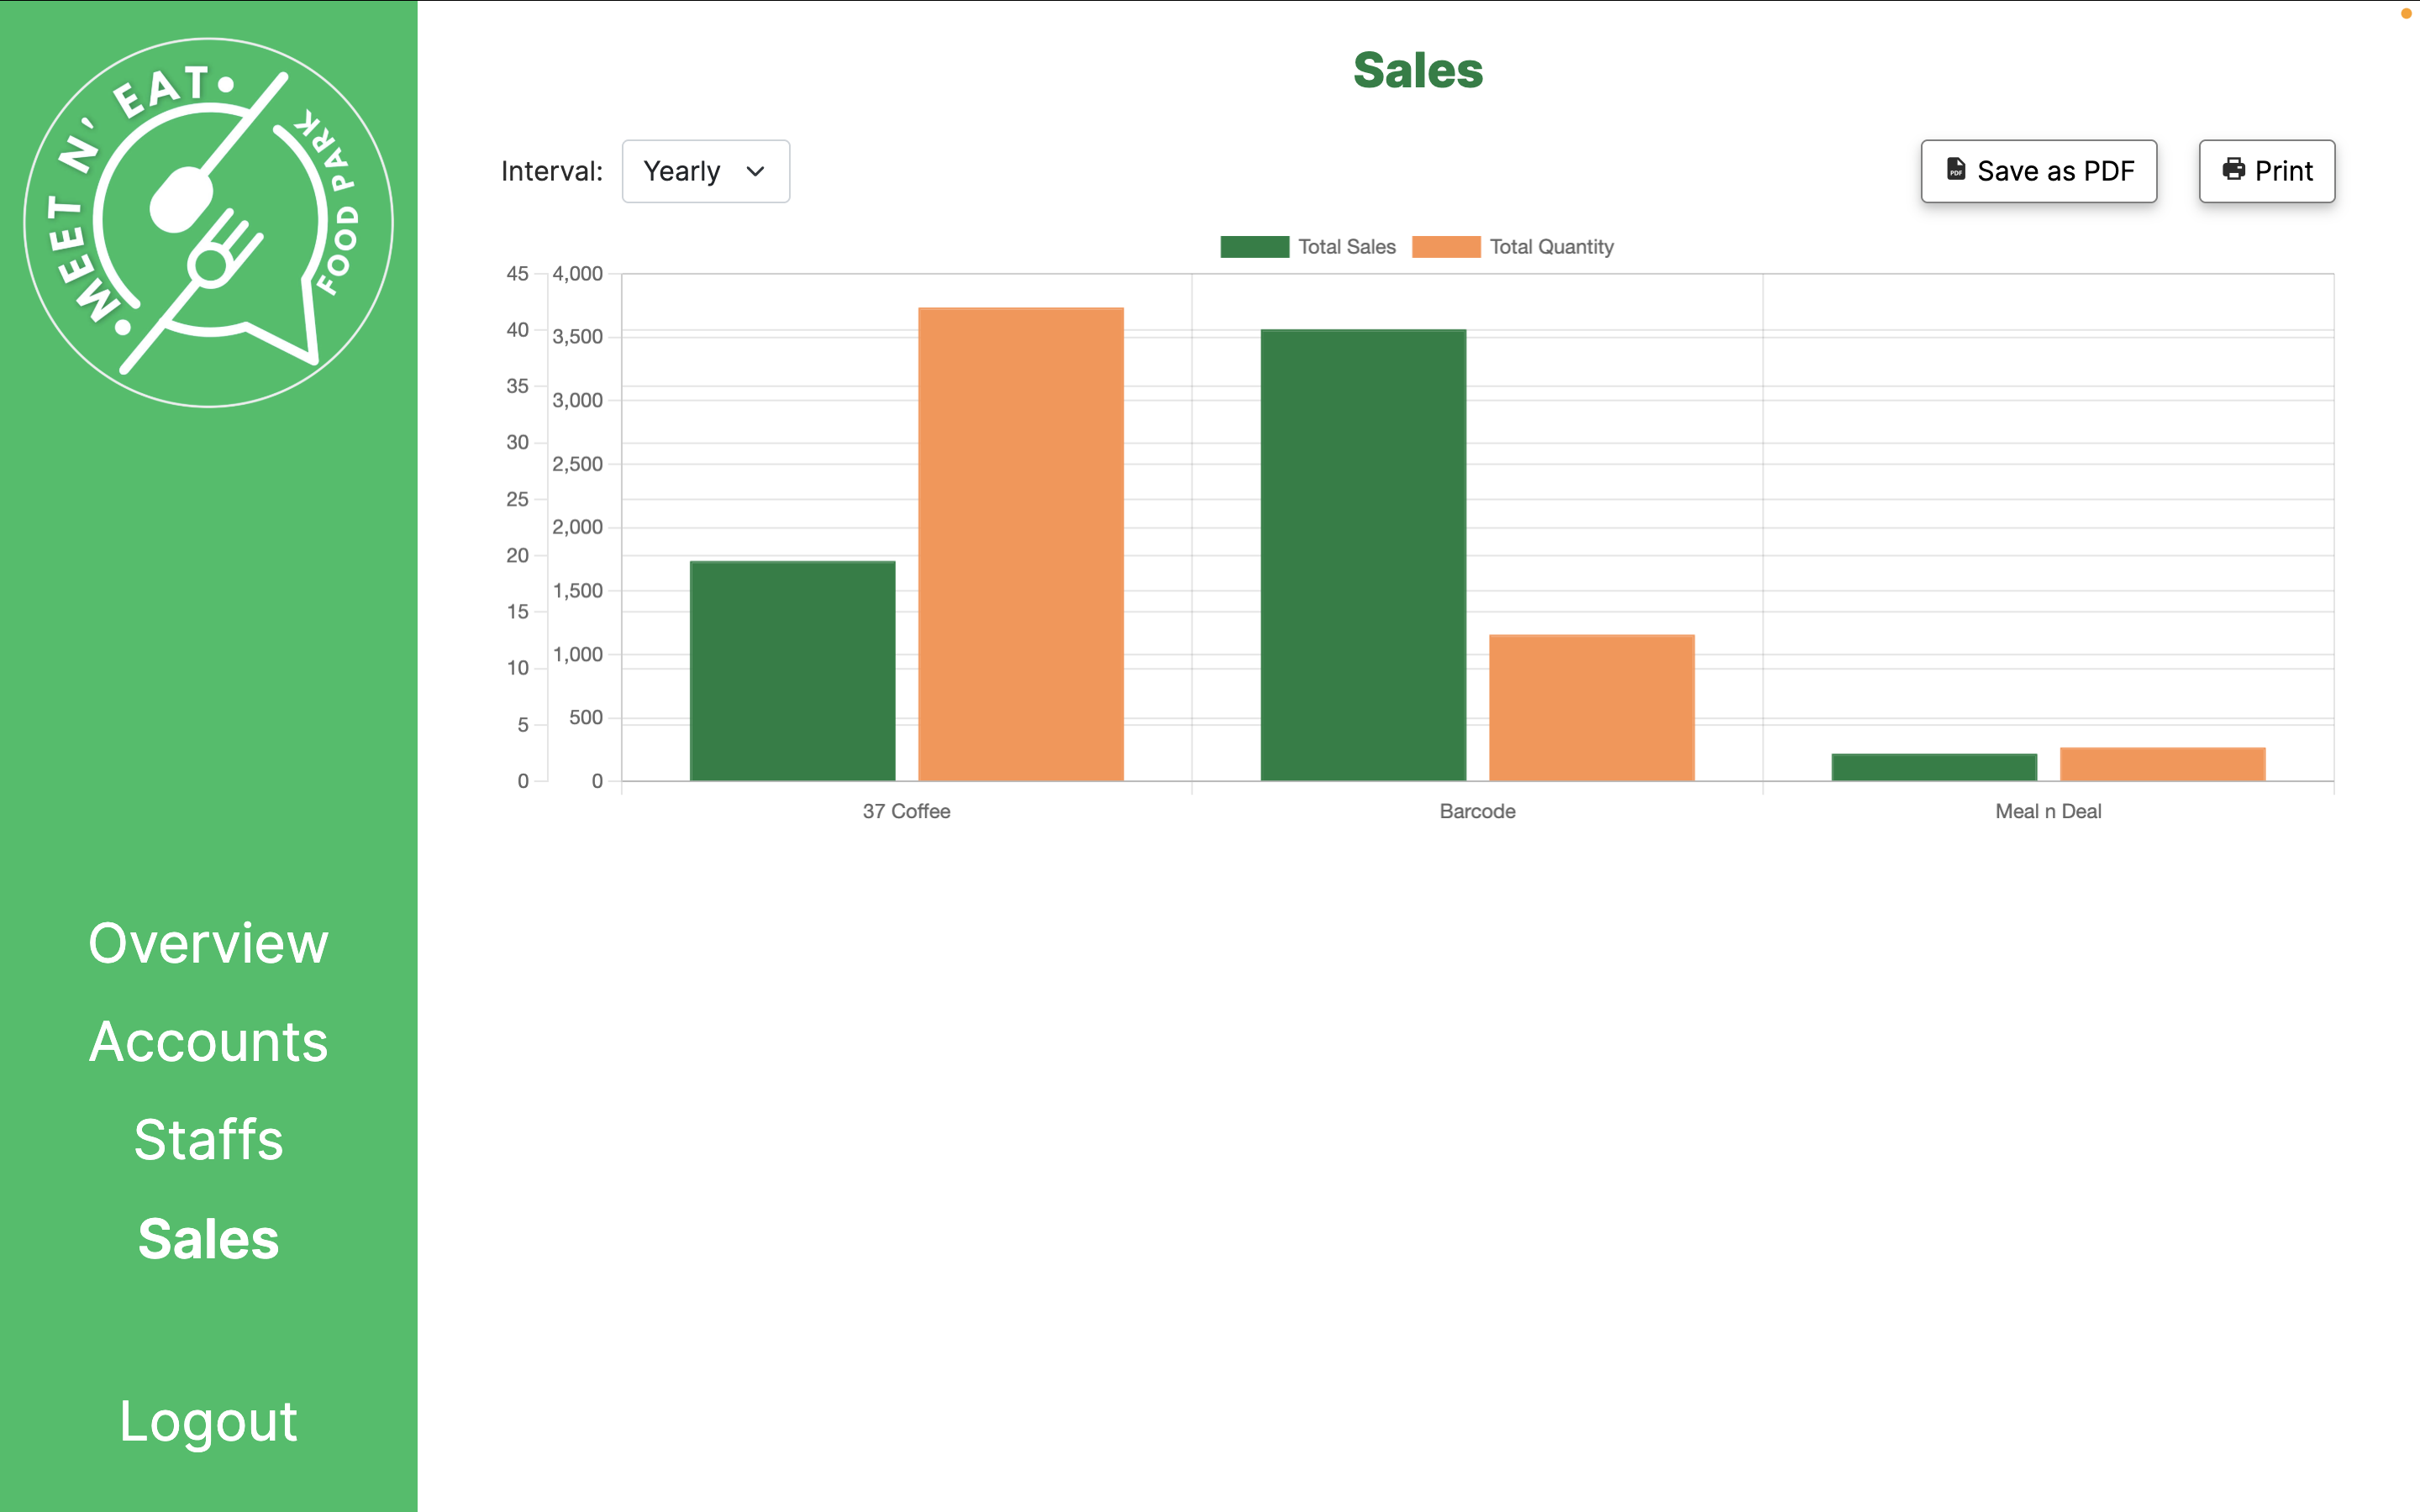 MEET N' EAT
FOOD PARK
Overview
Accounts
Staffs
Sales
Logout
Sales
Interval: Yearly
Save as PDF
Print
Total Sales Total Quantity
45 4,000
40 3,500
35 3,000
30 2,500
25 2,000
20 1,500
15 1,000
10 500
5 0
0
37 Coffee Barcode Meal n Deal